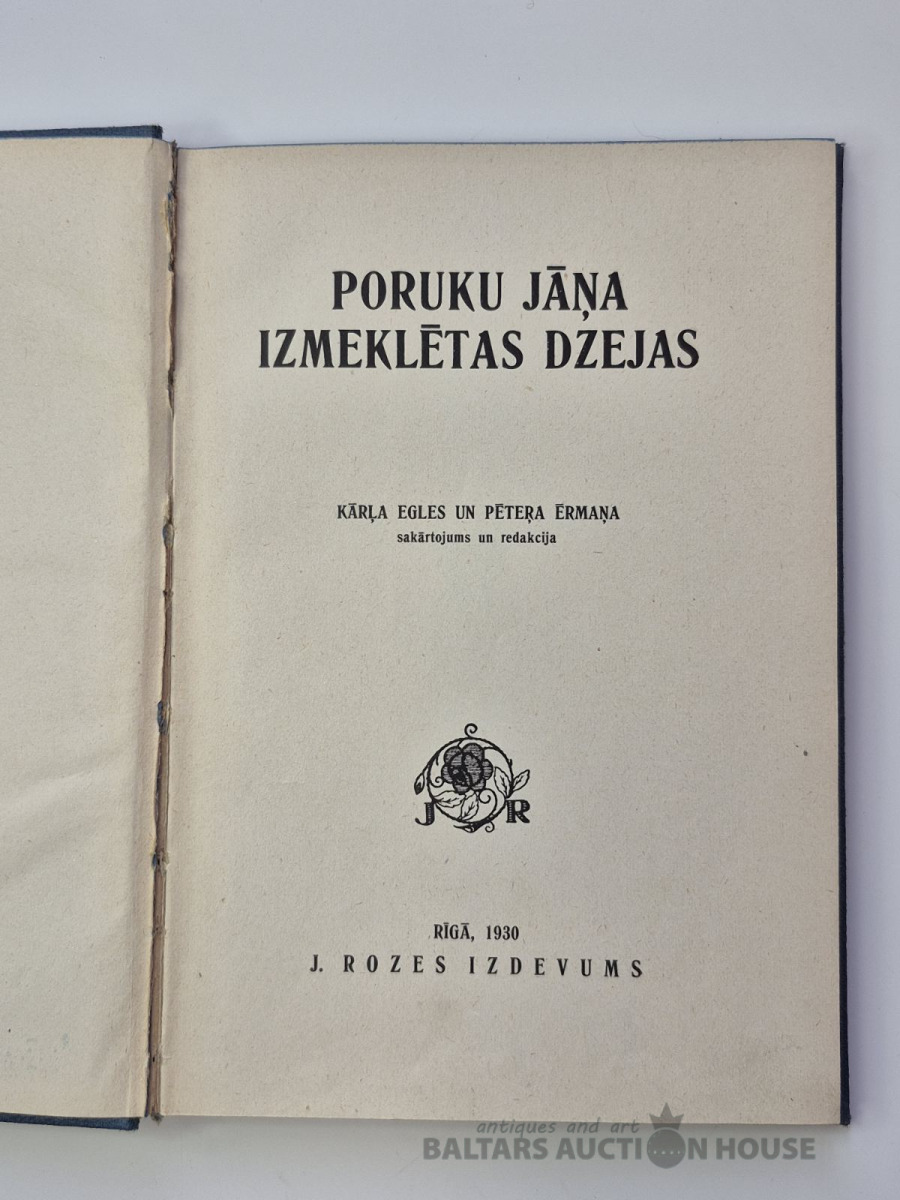 PORUKU JĀŅA
IZMEKLĒTAS DZEJAS
KĀRĻA EGLES UN PĒTEŖA ĒRMAŅA
sakārtojums un redakcija
J R
RĪGĀ, 1930
J. ROZES IZDEVUMS
antiques and art
BALTARS AUCTION HOUSE